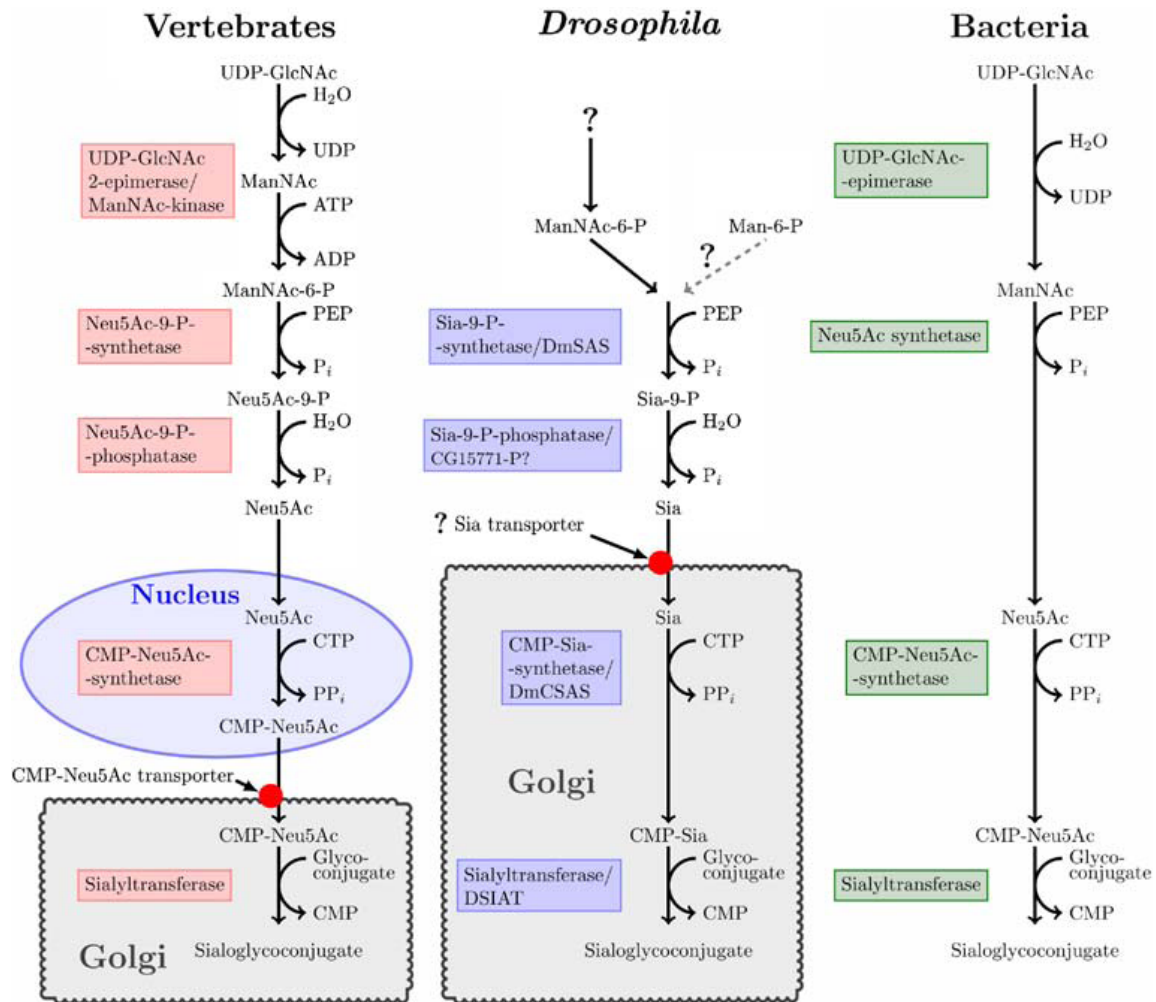 Vertebrates
UDP-GlcNAc
H₂O
UDP
UDP-GlcNAc
2-epimerase/
ManNAc-kinase
ManNAc
ATP
ADP
ManNAc-6-P
Neu5Ac-9-P-
-synthetase
PEP
Pᵢ
Neu5Ac-9-P
Neu5Ac-9-P-
-phosphatase
H₂O
Pᵢ
Neu5Ac
Nucleus
Neu5Ac
CMP-Neu5Ac-
-synthetase
CTP
PPᵢ
CMP-Neu5Ac
CMP-Neu5Ac transporter
CMP-Neu5Ac
Sialyltransferase
Glyco-
conjugate
CMP
Golgi
Sialoglycoconjugate
Drosophila
?
ManNAc-6-P
Man-6-P
?
Sia-9-P-
-synthetase/DmSAS
PEP
Pᵢ
Sia-9-P
Sia-9-P-phosphatase/
CG15771-P?
H₂O
Pᵢ
Sia
? Sia transporter
Sia
CMP-Sia-
-synthetase/
DmCSAS
CTP
PPᵢ
Golgi
CMP-Sia
Sialyltransferase/
DSIAT
Glyco-
conjugate
CMP
Sialoglycoconjugate
Bacteria
UDP-GlcNAc
UDP-GlcNAc-
-epimerase
H₂O
UDP
ManNAc
Neu5Ac synthetase
PEP
Pᵢ
Neu5Ac
CMP-Neu5Ac-
-synthetase
CTP
PPᵢ
CMP-Neu5Ac
Sialyltransferase
Glyco-
conjugate
CMP
Sialoglycoconjugate